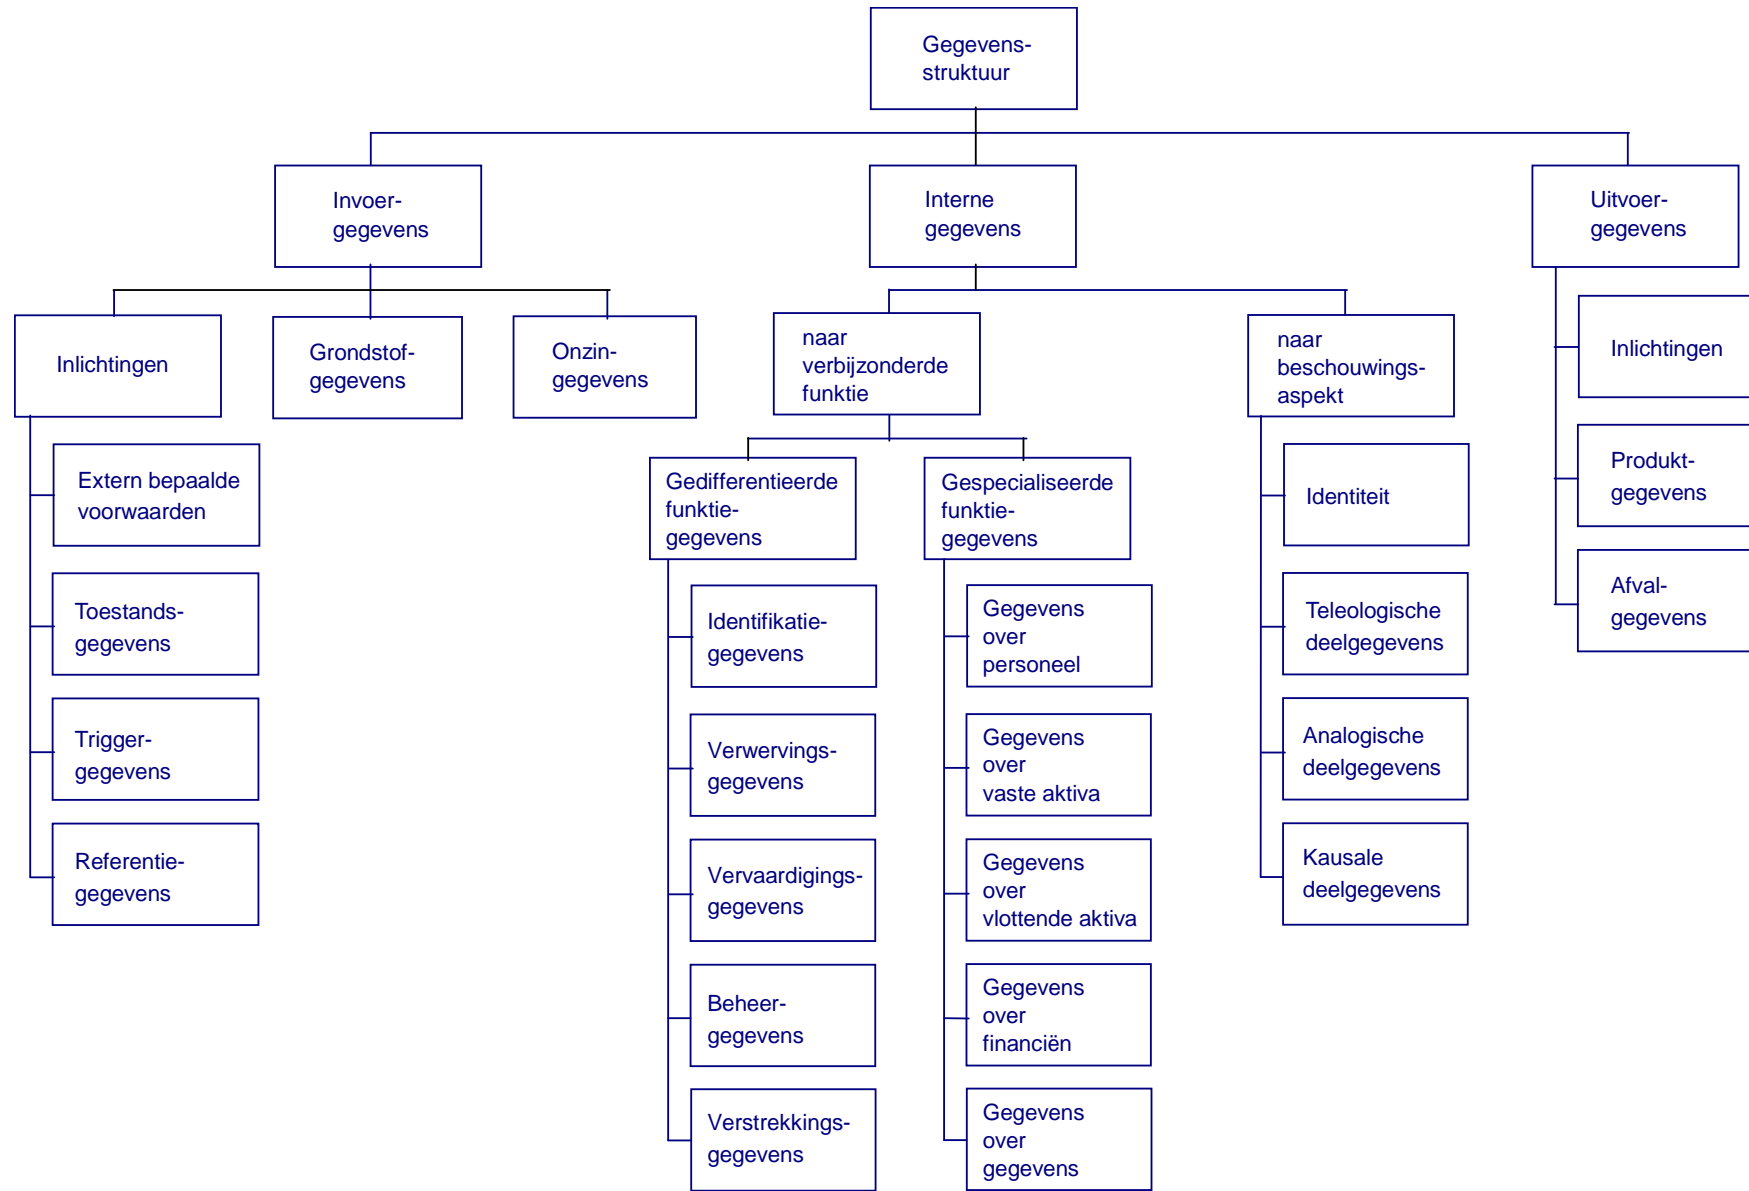 Gegevens-
struktuur
Invoer-
gegevens
Interne
gegevens
Uitvoer-
gegevens
Inlichtingen
Grondstof-
gegevens
Onzin-
gegevens
naar
verbijzonderde
funktie
naar
beschouwings-
aspekt
Inlichtingen
Produkt-
gegevens
Afval-
gegevens
Extern bepaalde
voorwaarden
Toestands-
gegevens
Trigger-
gegevens
Referentie-
gegevens
Gedifferentieerde
funktie-
gegevens
Gespecialiseerde
funktie-
gegevens
Identifikatie-
gegevens
Verwervings-
gegevens
Vervaardigings-
gegevens
Beheer-
gegevens
Verstrekkings-
gegevens
Gegevens
over
personeel
Gegevens
over
vaste aktiva
Gegevens
over
vlottende aktiva
Gegevens
over
financiën
Gegevens
over
gegevens
Identiteit
Teleologische
deelgegevens
Analogische
deelgegevens
Kausale
deelgegevens